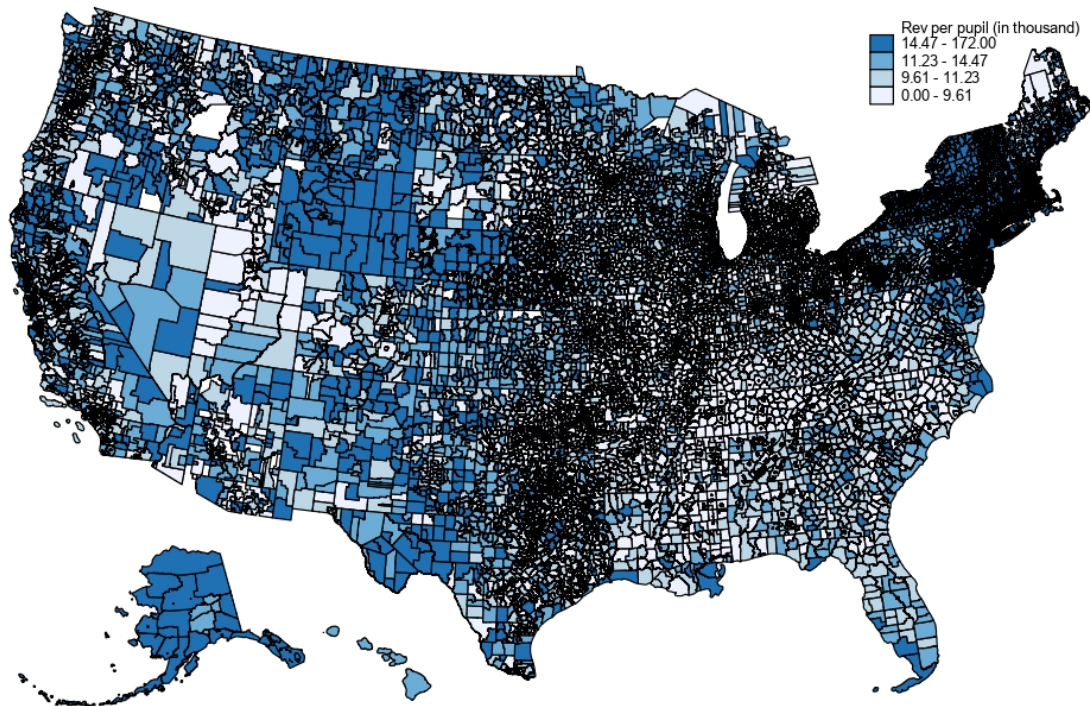 Rev per pupil (in thousand)
14.47 - 172.00
11.23 - 14.47
9.61 - 11.23
0.00 - 9.61